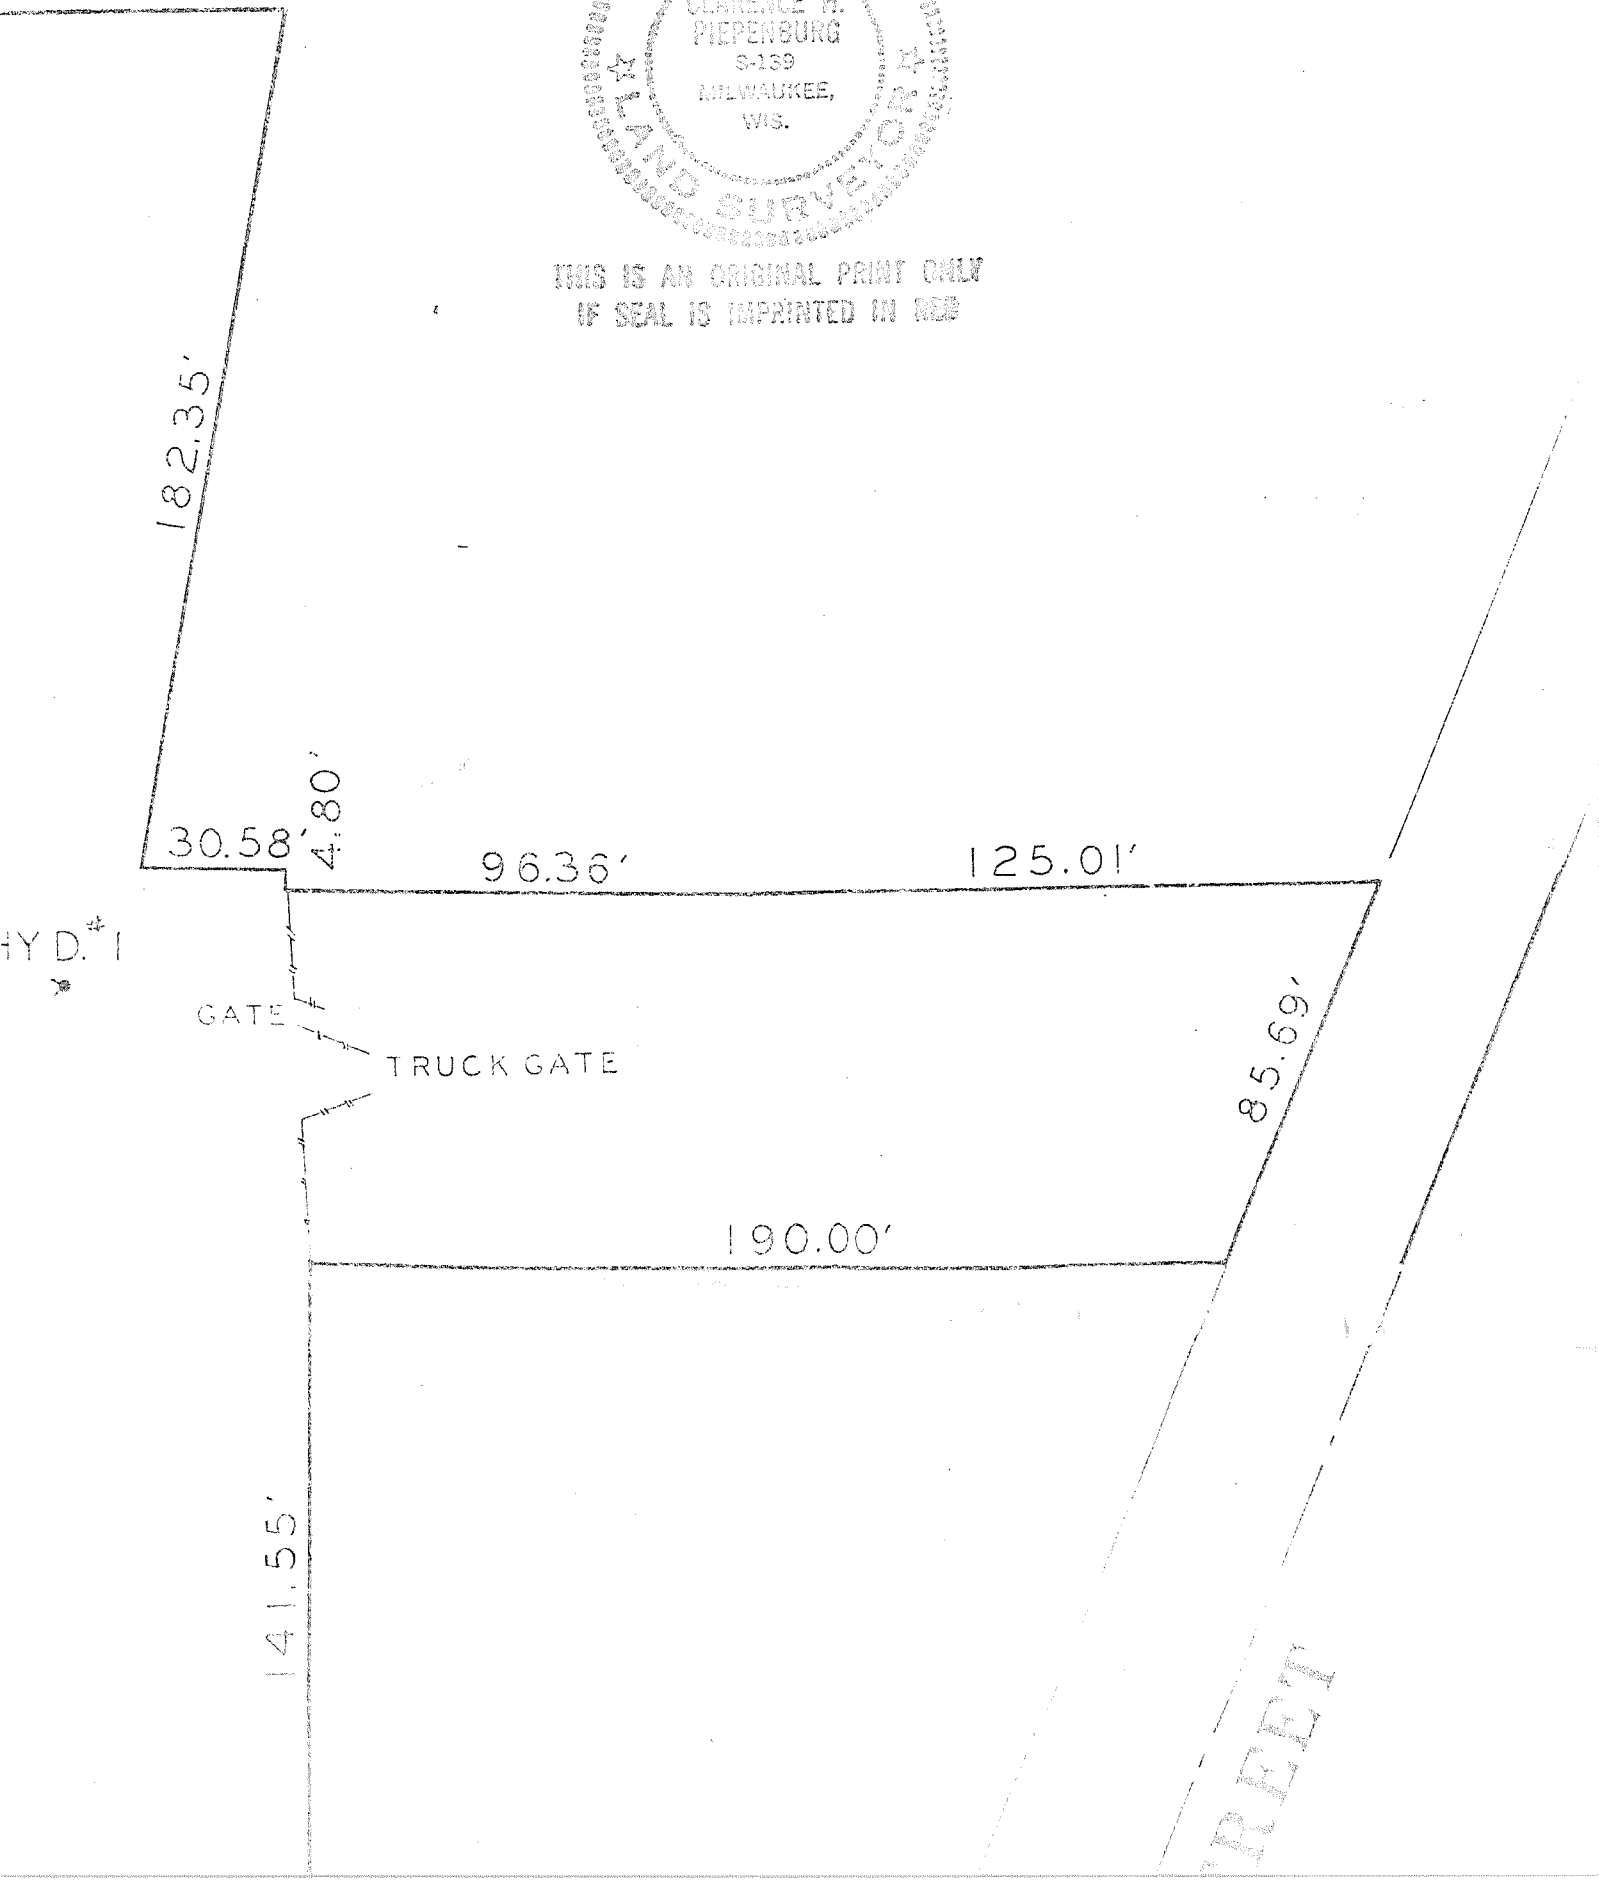 CLARENCE H.
PIEPENBURG
S-139
MILWAUKEE,
WIS.
☆ LAND SURVEYOR ☆
THIS IS AN ORIGINAL PRINT ONLY
IF SEAL IS IMPRINTED IN RED
182.35'
30.58'
4.80'
96.36'
125.01'
HYD.#1
GATE
TRUCK GATE
85.69'
190.00'
141.55'
REET